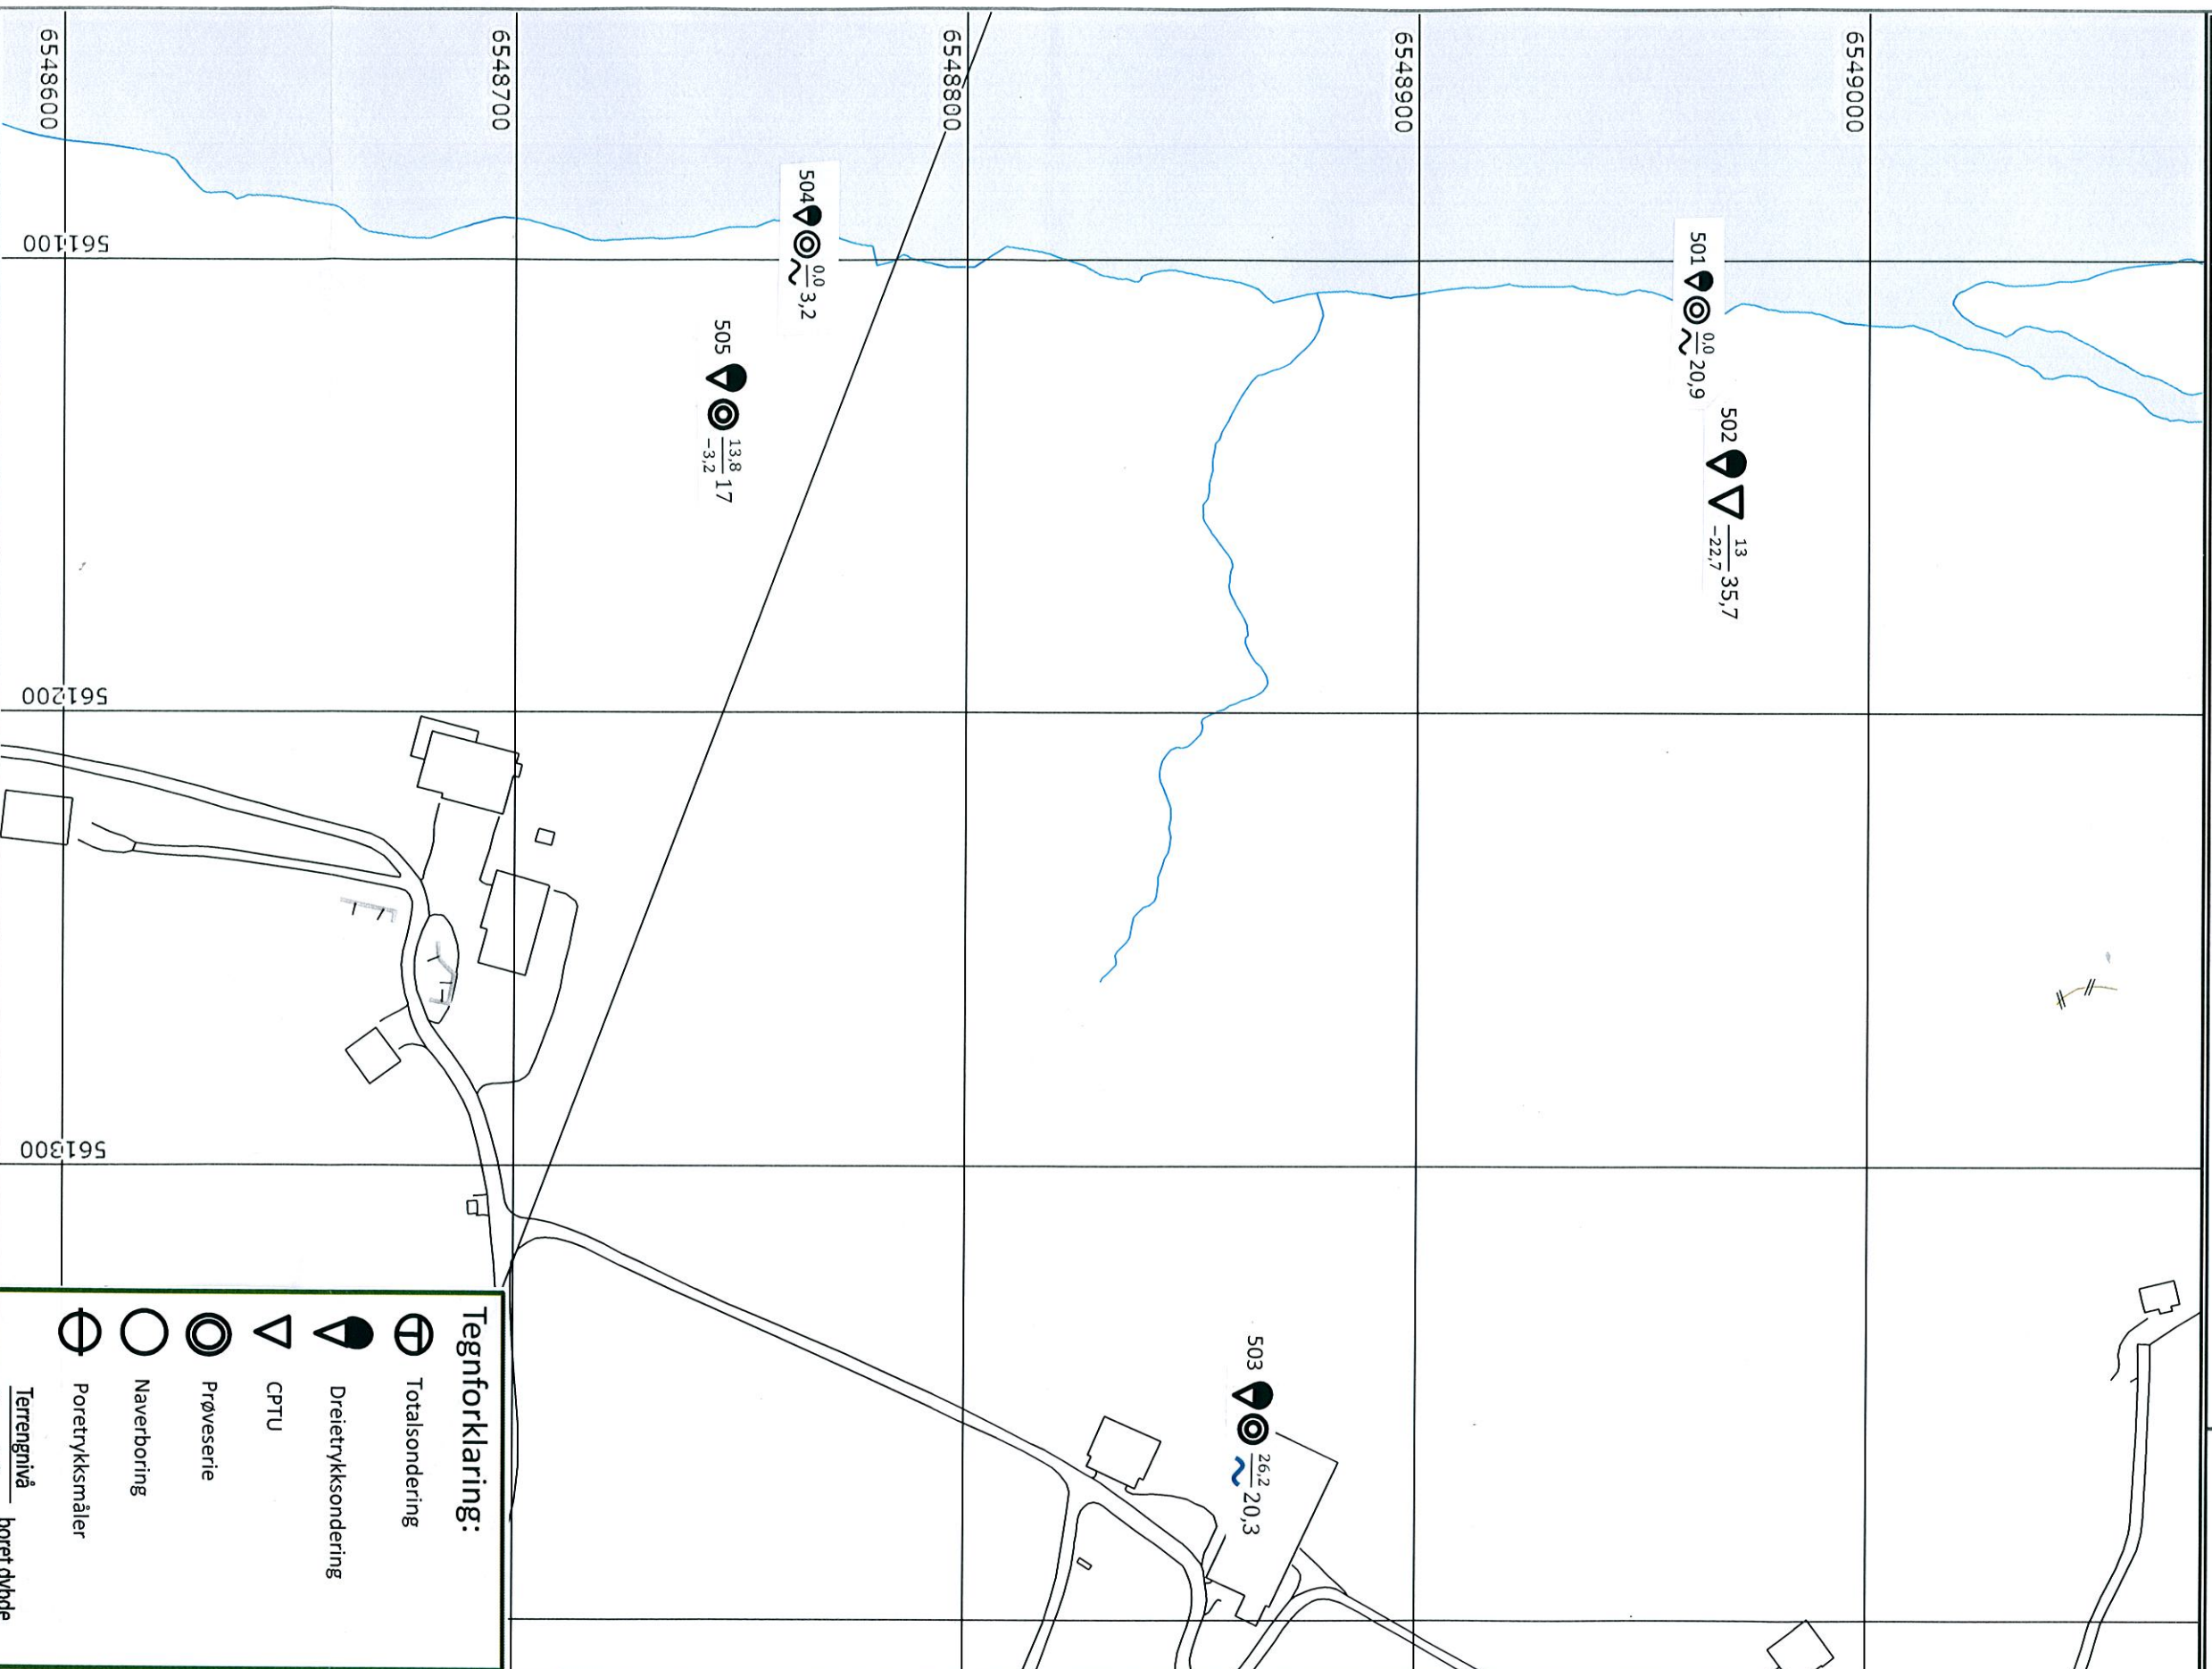 6548600
6548700
6548800
6548900
6549000
561100
561200
561300
504 0,0 ~ 3,2
505 13,8 -3,2 17
501 0,0 ~ 20,9
502 13 -22,7 35,7
503 26,2 ~ 20,3
Tegnforklaring:
Totalsondering
Dreietrykksondering
CPTU
Prøveserie
Naverboring
Poretrykksmåler
Terrengnivå boret dybde